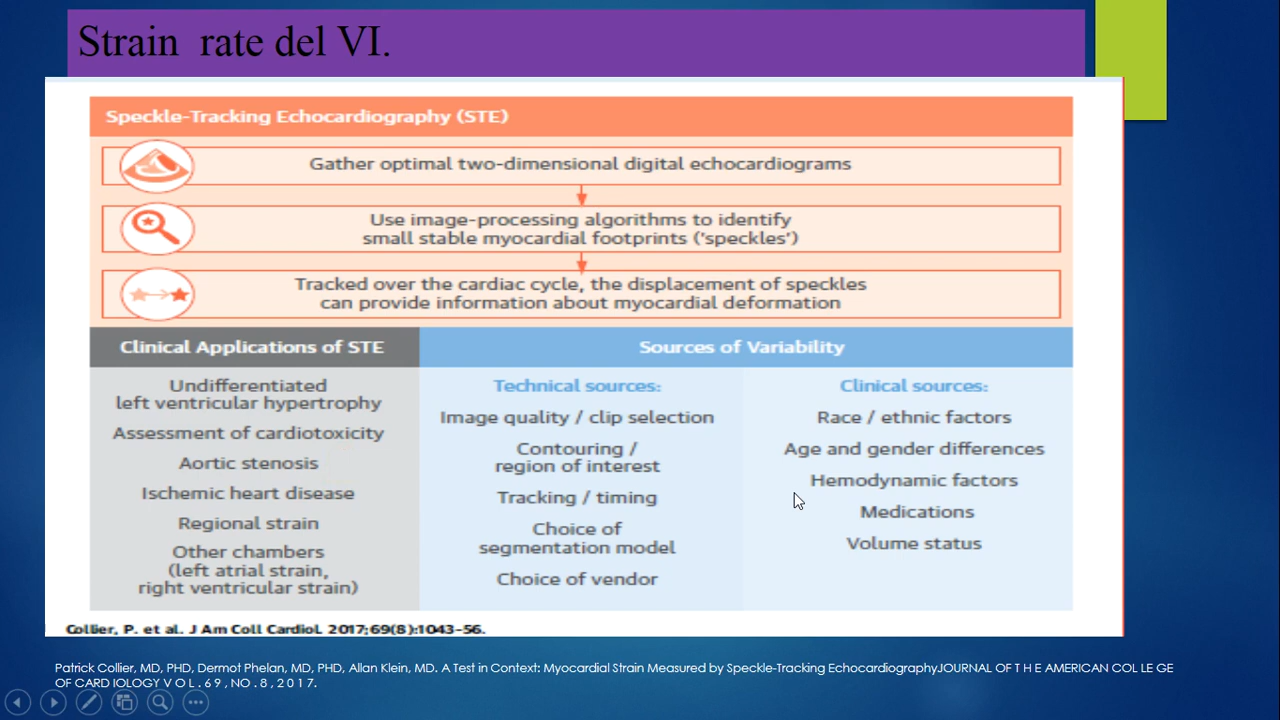 Strain rate del VI.
Speckle-Tracking Echocardiography (STE)
Gather optimal two-dimensional digital echocardiograms
Use image-processing algorithms to identify
small stable myocardial footprints ('speckles')
Tracked over the cardiac cycle, the displacement of speckles
can provide information about myocardial deformation
Clinical Applications of STE
Undifferentiated
left ventricular hypertrophy
Assessment of cardiotoxicity
Aortic stenosis
Ischemic heart disease
Regional strain
Other chambers
(left atrial strain,
right ventricular strain)
Sources of Variability
Technical sources:
Image quality / clip selection
Contouring /
region of interest
Tracking / timing
Choice of
segmentation model
Choice of vendor
Clinical sources:
Race / ethnic factors
Age and gender differences
Hemodynamic factors
Medications
Volume status
Collier, P. et al. J Am Coll Cardiol. 2017;69(8):1043-56.
Patrick Collier, MD, PHD, Dermot Phelan, MD, PHD, Allan Klein, MD. A Test in Context: Myocardial Strain Measured by Speckle-Tracking EchocardiographyJOURNAL OF T H E AMERICAN COL LE GE
OF CARD IOLOGY V O L . 6 9 , NO . 8 , 2 0 1 7 .